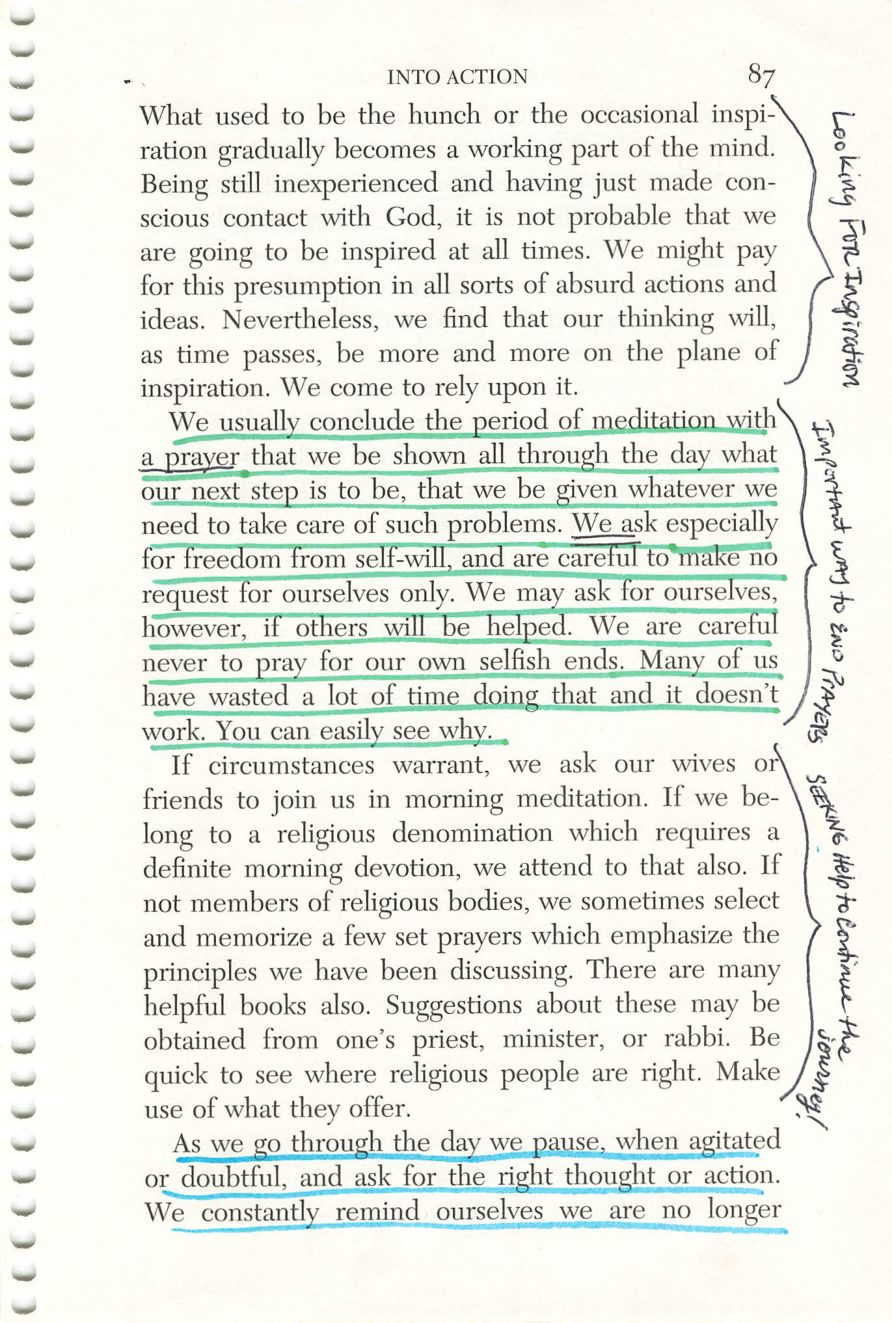 INTO ACTION 87
What used to be the hunch or the occasional inspi-
ration gradually becomes a working part of the mind.
Being still inexperienced and having just made con-
scious contact with God, it is not probable that we
are going to be inspired at all times. We might pay
for this presumption in all sorts of absurd actions and
ideas. Nevertheless, we find that our thinking will,
as time passes, be more and more on the plane of
inspiration. We come to rely upon it.
Looking FOR Inspiration
We usually conclude the period of meditation with
a prayer that we be shown all through the day what
our next step is to be, that we be given whatever we
need to take care of such problems. We ask especially
for freedom from self-will, and are careful to make no
request for ourselves only. We may ask for ourselves,
however, if others will be helped. We are careful
never to pray for our own selfish ends. Many of us
have wasted a lot of time doing that and it doesn't
work. You can easily see why.
Important way to END PRAYERS
If circumstances warrant, we ask our wives or
friends to join us in morning meditation. If we be-
long to a religious denomination which requires a
definite morning devotion, we attend to that also. If
not members of religious bodies, we sometimes select
and memorize a few set prayers which emphasize the
principles we have been discussing. There are many
helpful books also. Suggestions about these may be
obtained from one's priest, minister, or rabbi. Be
quick to see where religious people are right. Make
use of what they offer.
SEEKING Help to Continue the
journey!
As we go through the day we pause, when agitated
or doubtful, and ask for the right thought or action.
We constantly remind ourselves we are no longer